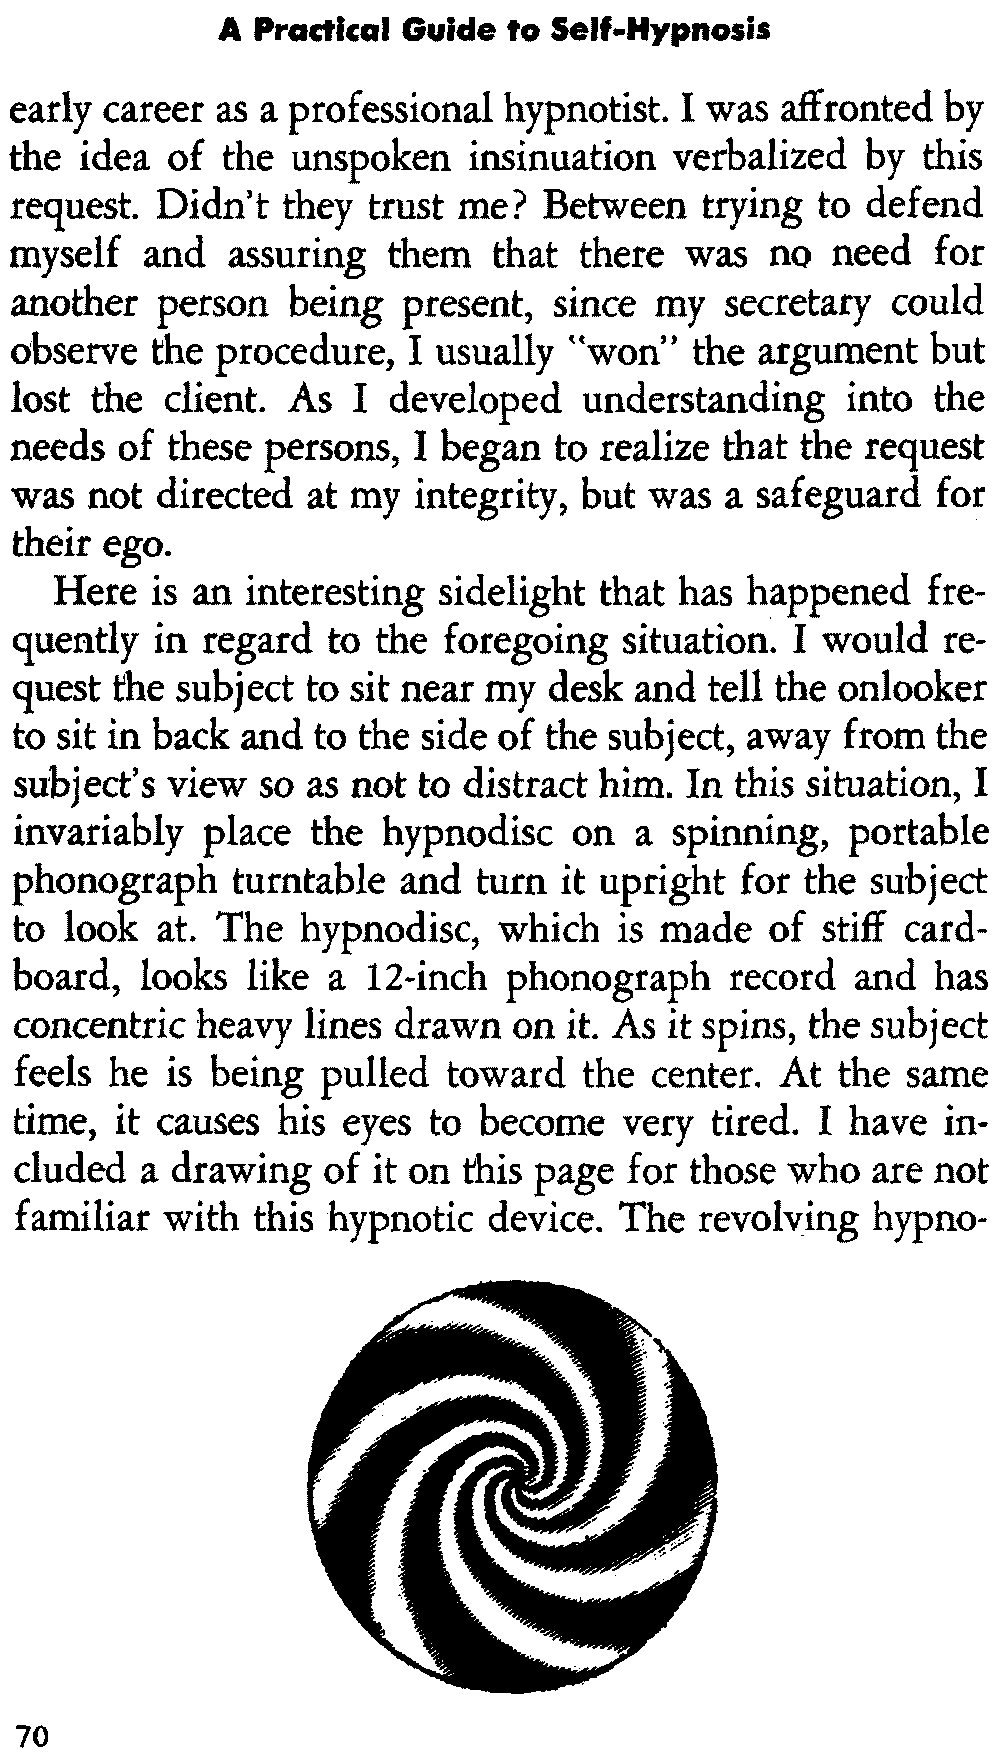 A Practical Guide to Self-Hypnosis
early career as a professional hypnotist. I was affronted by
the idea of the unspoken insinuation verbalized by this
request. Didn't they trust me? Between trying to defend
myself and assuring them that there was no need for
another person being present, since my secretary could
observe the procedure, I usually "won" the argument but
lost the client. As I developed understanding into the
needs of these persons, I began to realize that the request
was not directed at my integrity, but was a safeguard for
their ego.
Here is an interesting sidelight that has happened fre-
quently in regard to the foregoing situation. I would re-
quest the subject to sit near my desk and tell the onlooker
to sit in back and to the side of the subject, away from the
subject's view so as not to distract him. In this situation, I
invariably place the hypnodisc on a spinning, portable
phonograph turntable and turn it upright for the subject
to look at. The hypnodisc, which is made of stiff card-
board, looks like a 12-inch phonograph record and has
concentric heavy lines drawn on it. As it spins, the subject
feels he is being pulled toward the center. At the same
time, it causes his eyes to become very tired. I have in-
cluded a drawing of it on this page for those who are not
familiar with this hypnotic device. The revolving hypno-
70